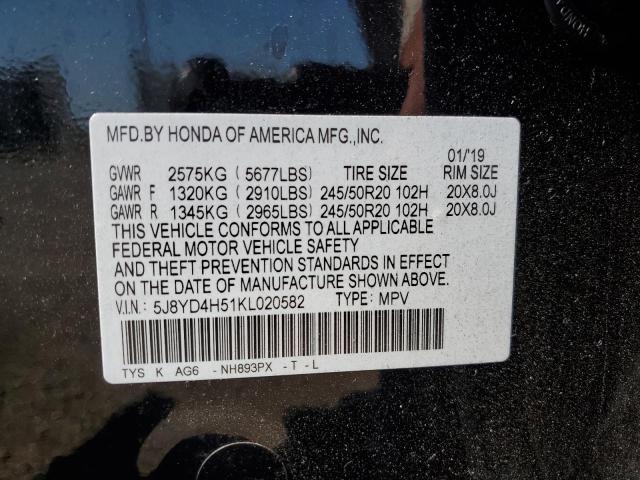 HONDA
MFD.BY HONDA OF AMERICA MFG.,INC.
01/'19
GVWR 2575KG ( 5677LBS) TIRE SIZE RIM SIZE
GAWR F 1320KG ( 2910LBS) 245/50R20 102H 20X8.0J
GAWR R 1345KG ( 2965LBS) 245/50R20 102H 20X8.0J
THIS VEHICLE CONFORMS TO ALL APPLICABLE
FEDERAL MOTOR VEHICLE SAFETY
AND THEFT PREVENTION STANDARDS IN EFFECT
ON THE DATE OF MANUFACTURE SHOWN ABOVE.
V.I.N.: 5J8YD4H51KL020582 TYPE: MPV
TYS K AG6 - NH893PX - T - L